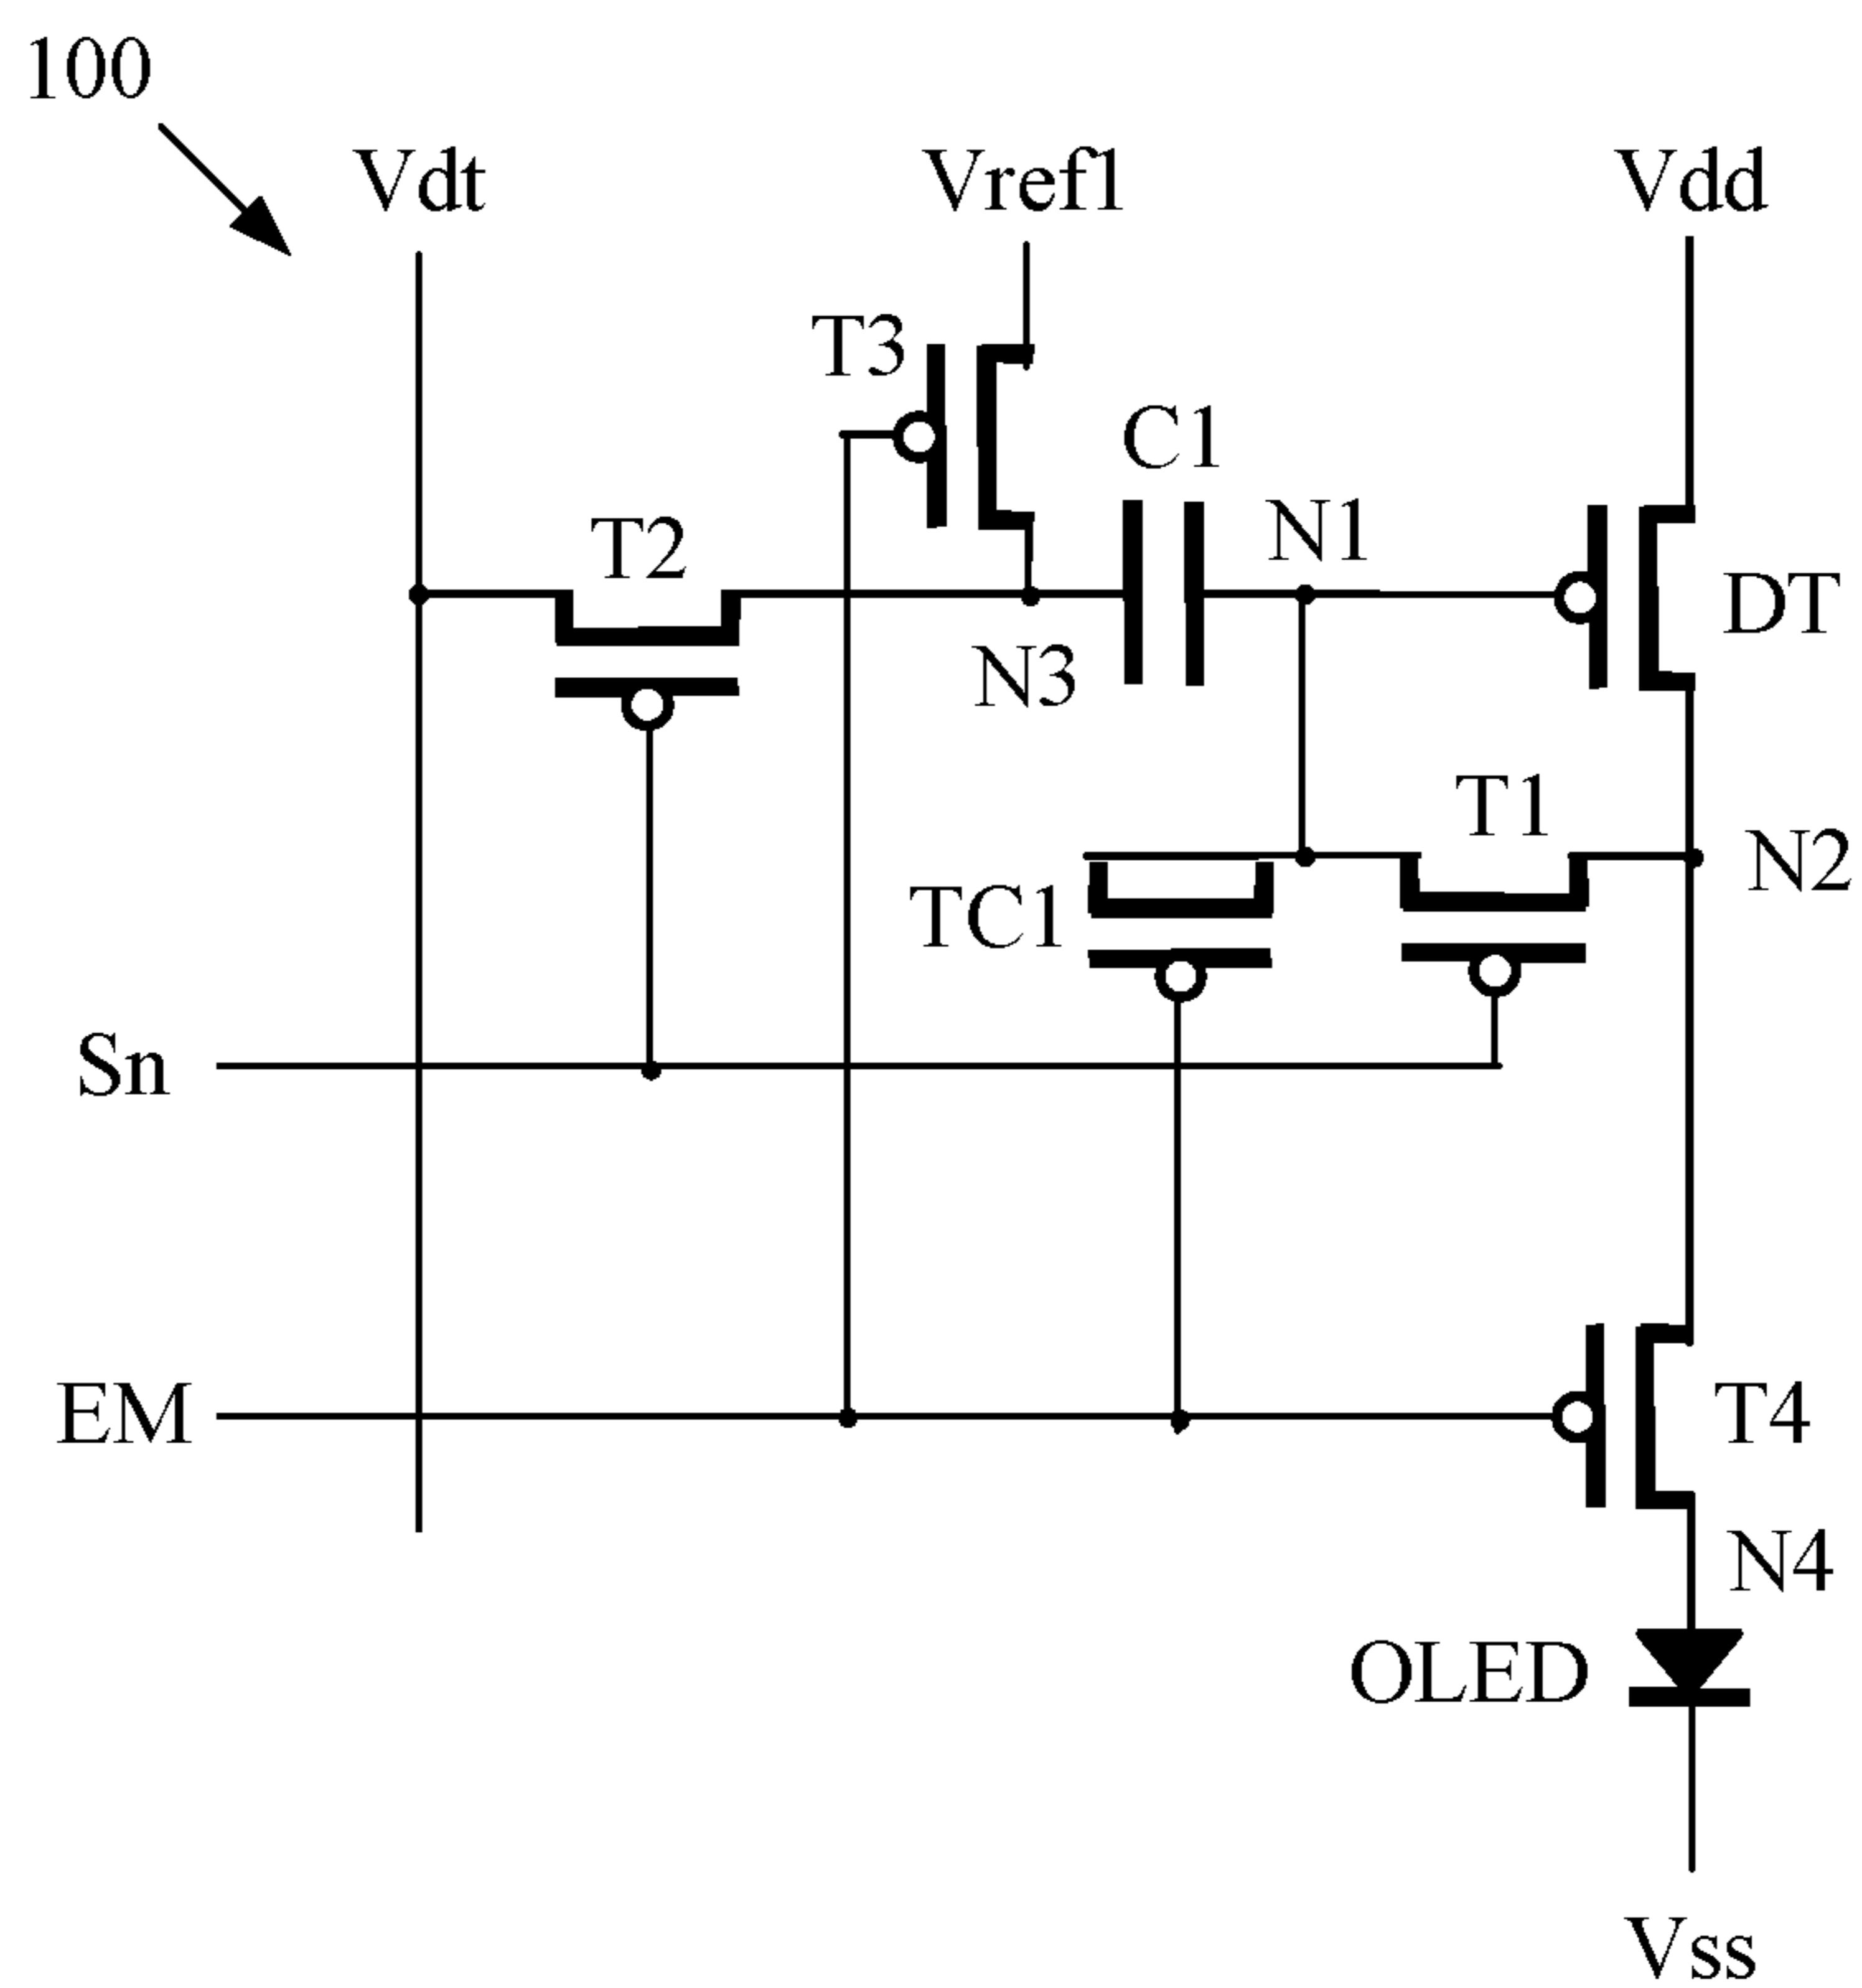 100
Vdt
Vref1
Vdd
T3
C1
N1
T2
DT
N3
T1
N2
TC1
Sn
EM
T4
N4
OLED
Vss